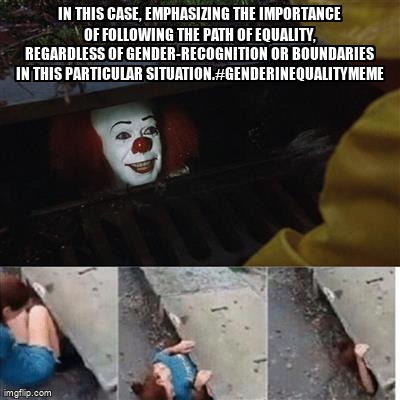 IN THIS CASE, EMPHASIZING THE IMPORTANCE
OF FOLLOWING THE PATH OF EQUALITY,
REGARDLESS OF GENDER-RECOGNITION OR BOUNDARIES
IN THIS PARTICULAR SITUATION.#GENDERINEQUALITYMEME
imgflip.com